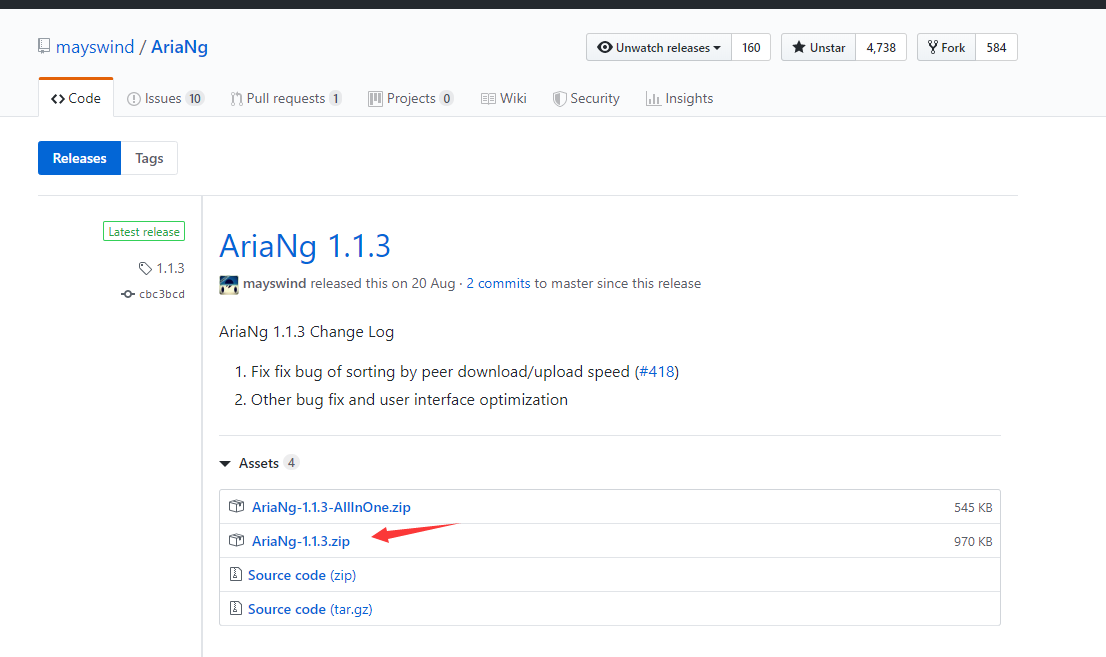 mayswind / AriaNg
Unwatch releases 160
Unstar 4,738
Fork 584
Code
Issues 10
Pull requests 1
Projects 0
Wiki
Security
Insights
Releases
Tags
Latest release
1.1.3
cbc3bcd
AriaNg 1.1.3
mayswind released this on 20 Aug · 2 commits to master since this release
AriaNg 1.1.3 Change Log
1. Fix fix bug of sorting by peer download/upload speed (#418)
2. Other bug fix and user interface optimization
Assets 4
AriaNg-1.1.3-AllInOne.zip 545 KB
AriaNg-1.1.3.zip 970 KB
Source code (zip)
Source code (tar.gz)